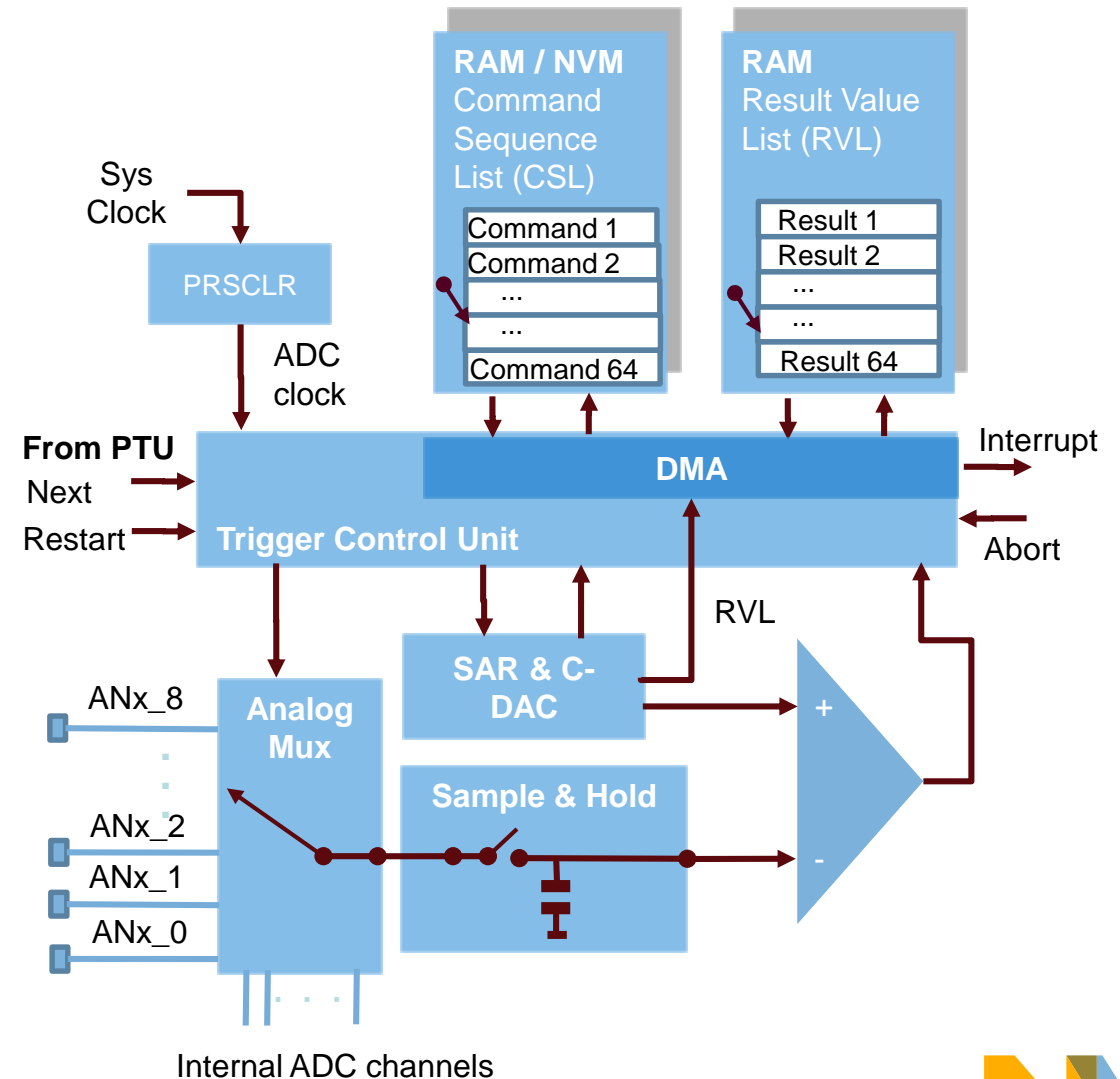 RAM / NVM
Command
Sequence
List (CSL)
Command 1
Command 2
...
...
Command 64
RAM
Result Value
List (RVL)
Result 1
Result 2
...
...
Result 64
Sys
Clock
PRSCLR
ADC
clock
From PTU
Next
Restart
DMA
Trigger Control Unit
Interrupt
Abort
RVL
SAR & C-
DAC
ANx_8
Analog
Mux
+
Sample & Hold
ANx_2
-
ANx_1
ANx_0
Internal ADC channels